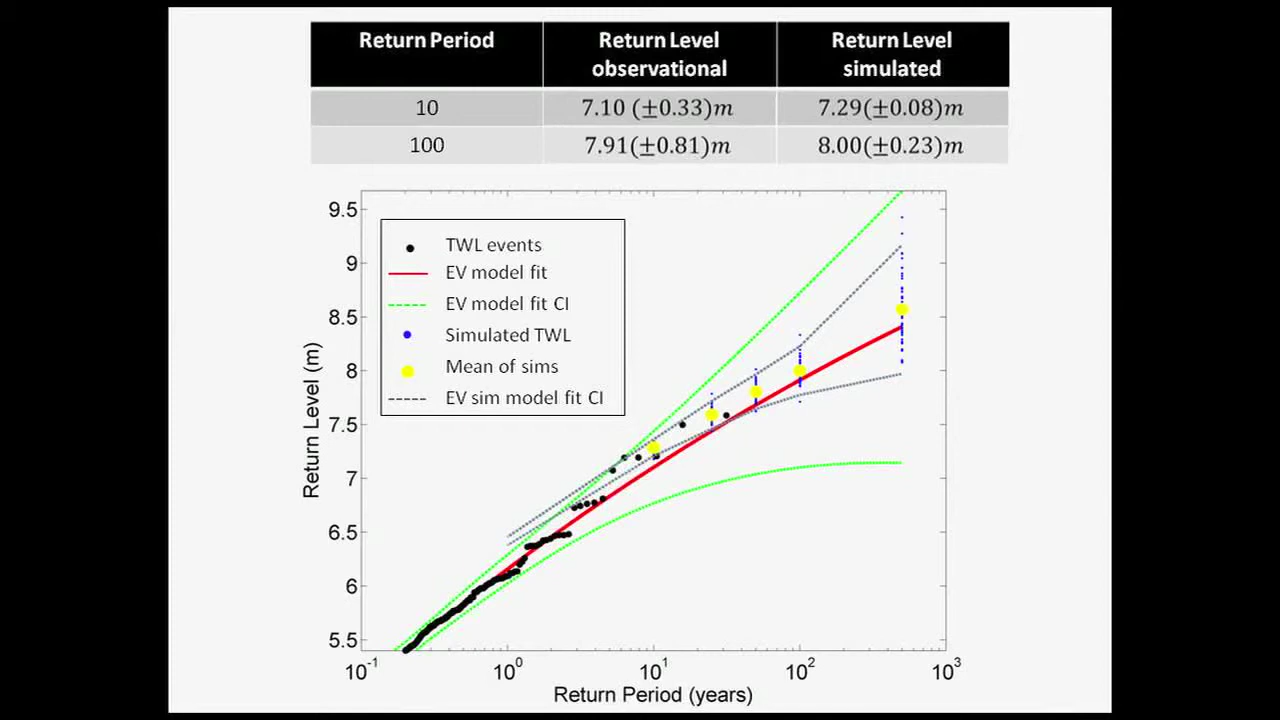 Return Period
Return Level observational
Return Level simulated
10
7.10 (±0.33)m
7.29(±0.08)m
100
7.91(±0.81)m
8.00(±0.23)m
9.5
9
8.5
8
7.5
7
6.5
6
5.5
Return Level (m)
TWL events
EV model fit
EV model fit CI
Simulated TWL
Mean of sims
EV sim model fit CI
10-1
100
101
102
103
Return Period (years)